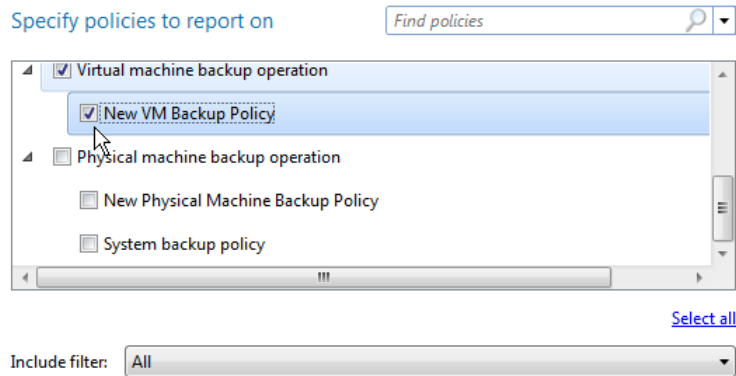 Specify policies to report on
Find policies
Virtual machine backup operation
New VM Backup Policy
Physical machine backup operation
New Physical Machine Backup Policy
System backup policy
Select all
Include filter: All